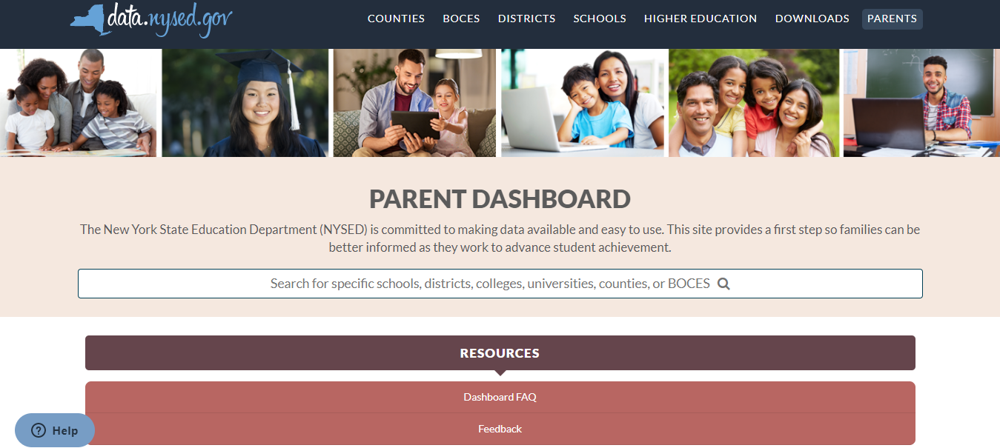 data.nysed.gov
COUNTIES BOCES DISTRICTS SCHOOLS HIGHER EDUCATION DOWNLOADS PARENTS
PARENT DASHBOARD
The New York State Education Department (NYSED) is committed to making data available and easy to use. This site provides a first step so families can be
better informed as they work to advance student achievement.
Search for specific schools, districts, colleges, universities, counties, or BOCES
RESOURCES
Dashboard FAQ
Feedback
? Help